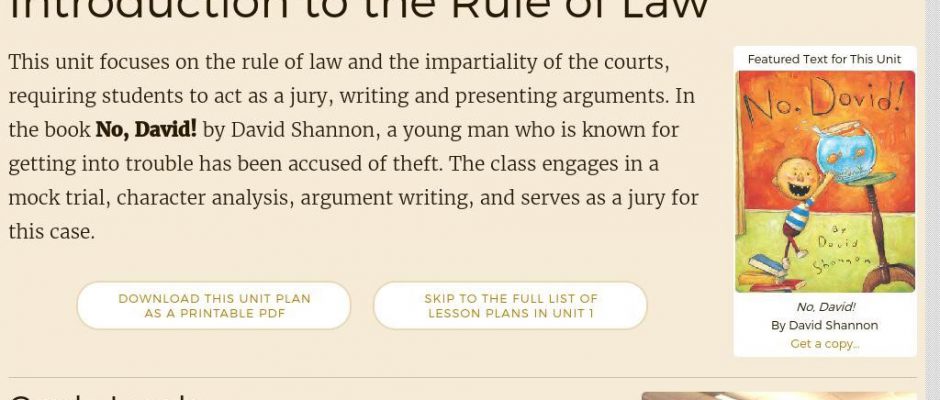 Introduction to the Rule of Law
This unit focuses on the rule of law and the impartiality of the courts,
requiring students to act as a jury, writing and presenting arguments. In
the book No, David! by David Shannon, a young man who is known for
getting into trouble has been accused of theft. The class engages in a
mock trial, character analysis, argument writing, and serves as a jury for
this case.
DOWNLOAD THIS UNIT PLAN
AS A PRINTABLE PDF
SKIP TO THE FULL LIST OF
LESSON PLANS IN UNIT 1
Featured Text for This Unit
No, David!
By
David
Shannon
No, David!
By David Shannon
Get a copy...